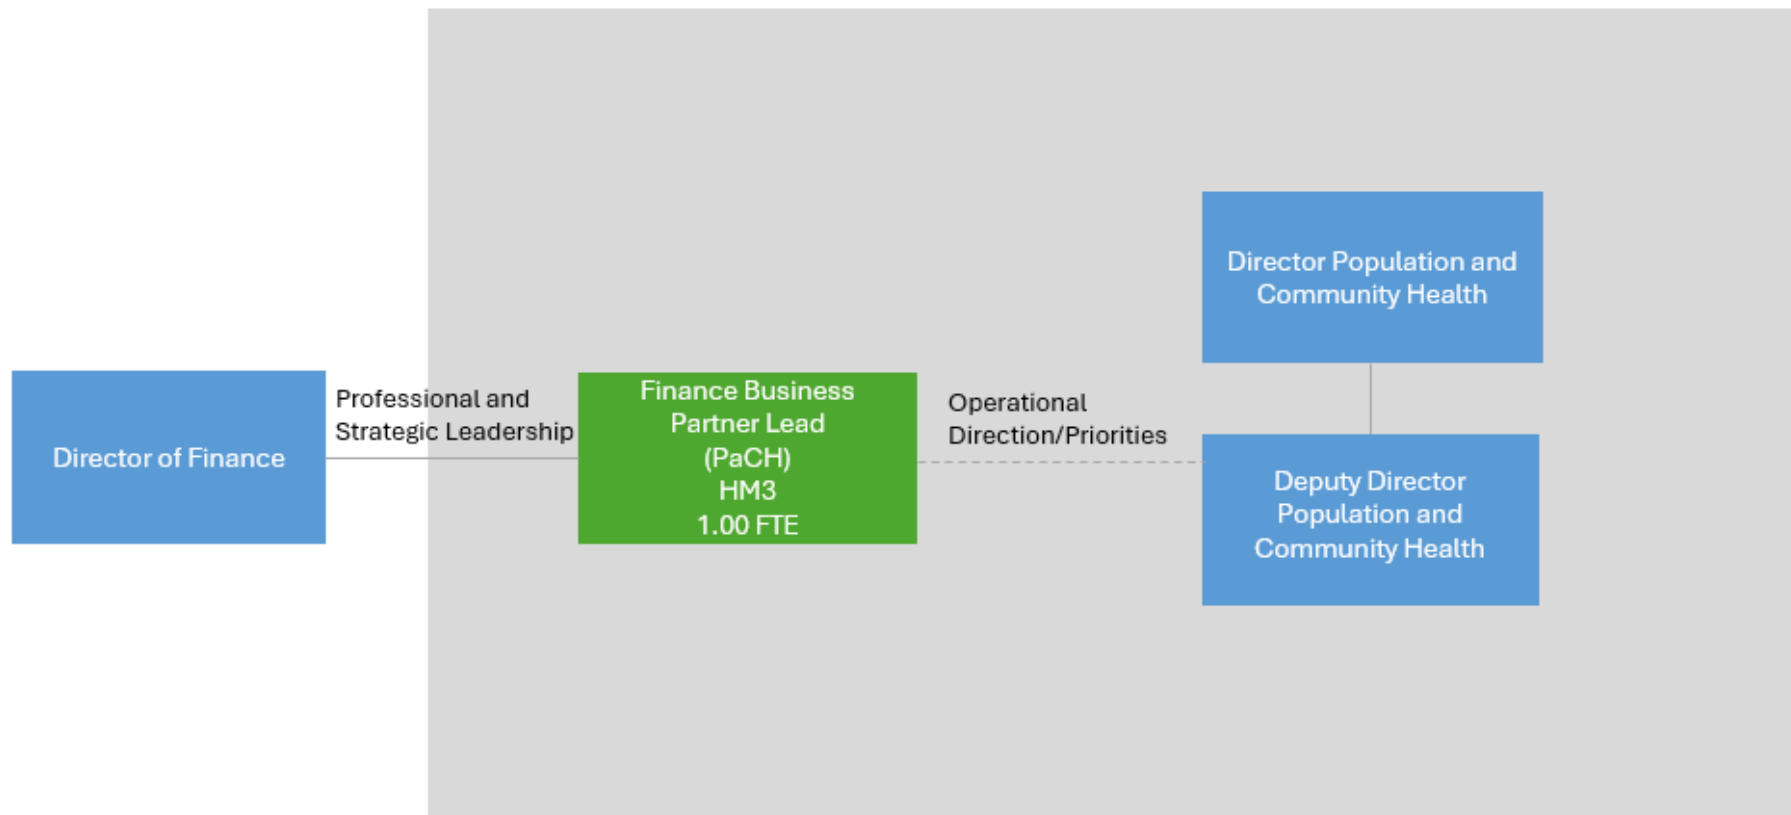 Director of Finance
Professional and
Strategic Leadership
Finance Business
Partner Lead
(PaCH)
HM3
1.00 FTE
Operational
Direction/Priorities
Director Population and
Community Health
Deputy Director
Population and
Community Health